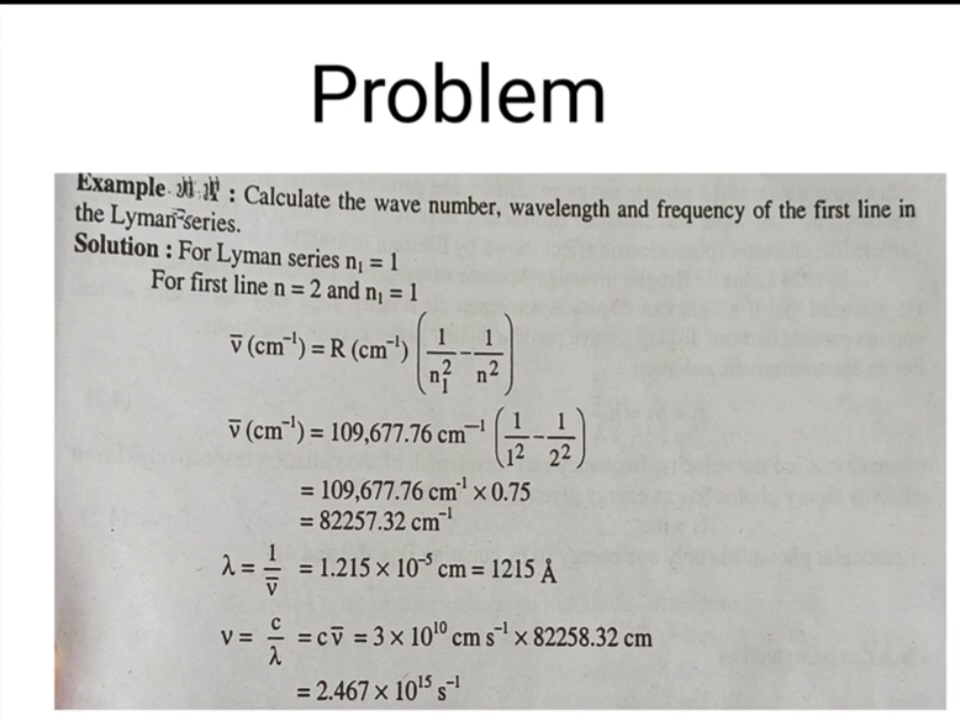 Problem
Example : Calculate the wave number, wavelength and frequency of the first line in
the Lyman series.
Solution : For Lyman series n₁ = 1
For first line n = 2 and n₁ = 1
ν̄ (cm⁻¹) = R (cm⁻¹) (1/n₁² - 1/n²)
ν̄ (cm⁻¹) = 109,677.76 cm⁻¹ (1/1² - 1/2²)
= 109,677.76 cm⁻¹ × 0.75
= 82257.32 cm⁻¹
λ = 1/ν̄ = 1.215 × 10⁻⁵ cm = 1215 Å
ν = c/λ = c ν̄ = 3 × 10¹⁰ cm s⁻¹ × 82258.32 cm
= 2.467 × 10¹⁵ s⁻¹